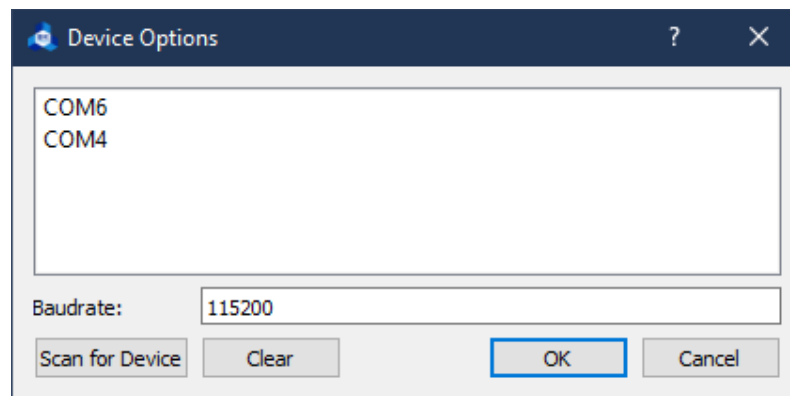 Device Options ?
COM6
COM4
Baudrate: 115200
Scan for Device Clear OK Cancel